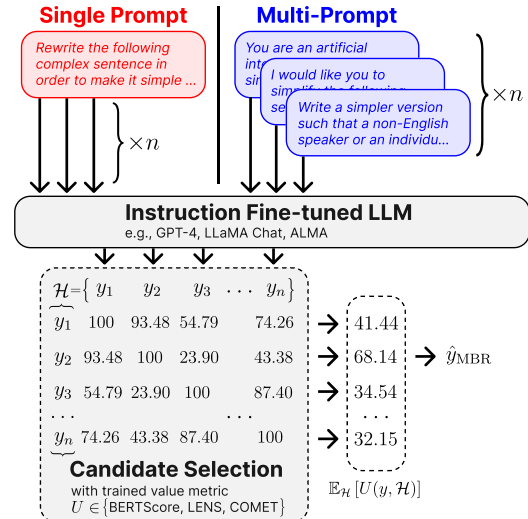 Single Prompt
Rewrite the following
complex sentence in
order to make it simple ...
×n
Multi-Prompt
You are an artificial
I would like you to
Write a simpler version
such that a non-English
speaker or an individu...
×n
Instruction Fine-tuned LLM
e.g., GPT-4, LLaMA Chat, ALMA
ℋ={ y₁ y₂ y₃ ... yₙ}
y₁ 100 93.48 54.79 74.26 41.44
y₂ 93.48 100 23.90 43.38 68.14 ŷ_MBR
y₃ 54.79 23.90 100 87.40 34.54
... ... ...
yₙ 74.26 43.38 87.40 100 32.15
Candidate Selection
with trained value metric
U ∈{BERTScore, LENS, COMET}
𝔼_ℋ [U(y, ℋ)]